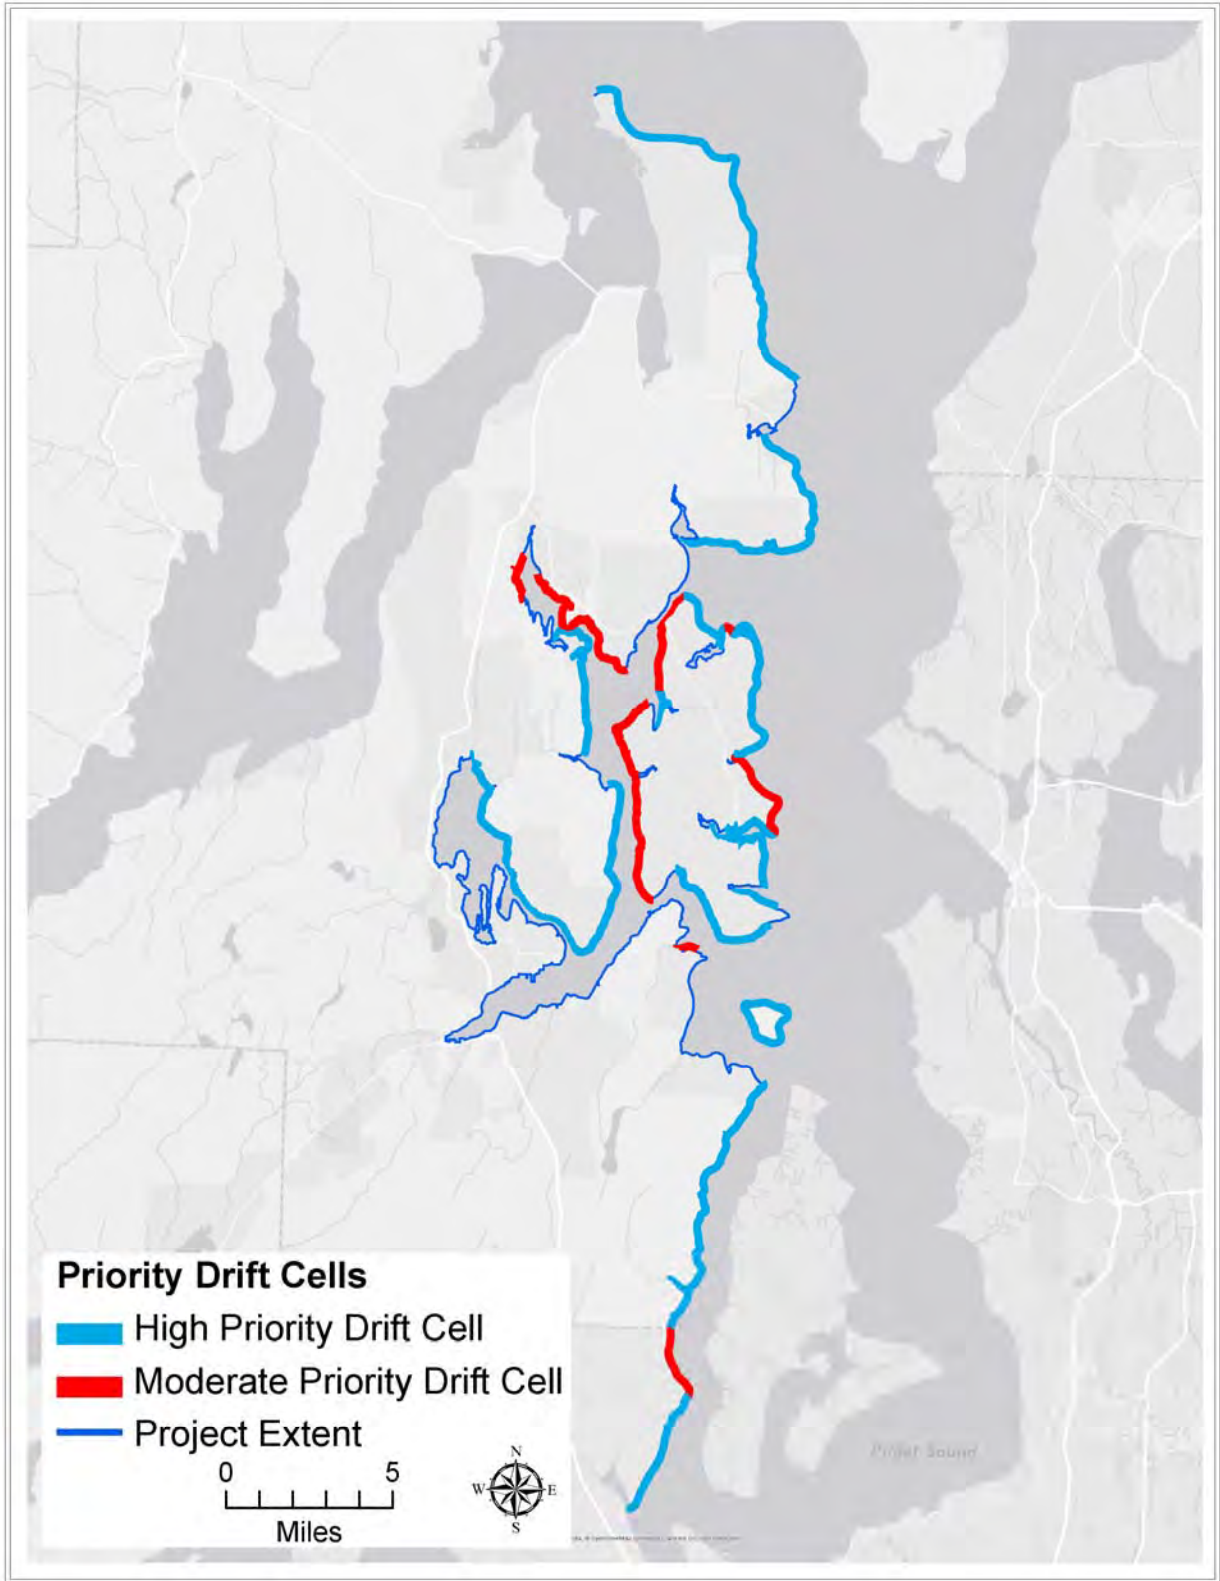 Priority Drift Cells
High Priority Drift Cell
Moderate Priority Drift Cell
Project Extent
0 5
Miles
N
W E
S
Puget Sound